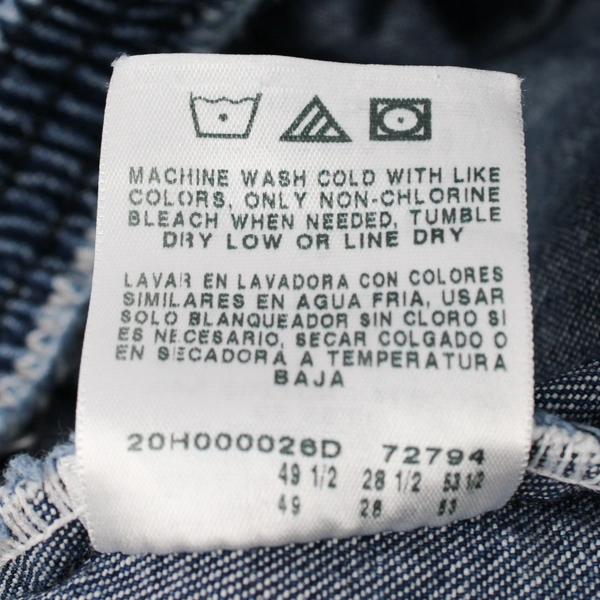 MACHINE WASH COLD WITH LIKE
COLORS, ONLY NON-CHLORINE
BLEACH WHEN NEEDED, TUMBLE
DRY LOW OR LINE DRY
LAVAR EN LAVADORA CON COLORES
SIMILARES EN AGUA FRIA, USAR
SOLO BLANQUEADOR SIN CLORO SI
ES NECESARIO, SECAR COLGADO O
EN SECADORA A TEMPERATURA
BAJA
20H000026D 72794
49 1/2 28 1/2 53 1/2
49 28 53